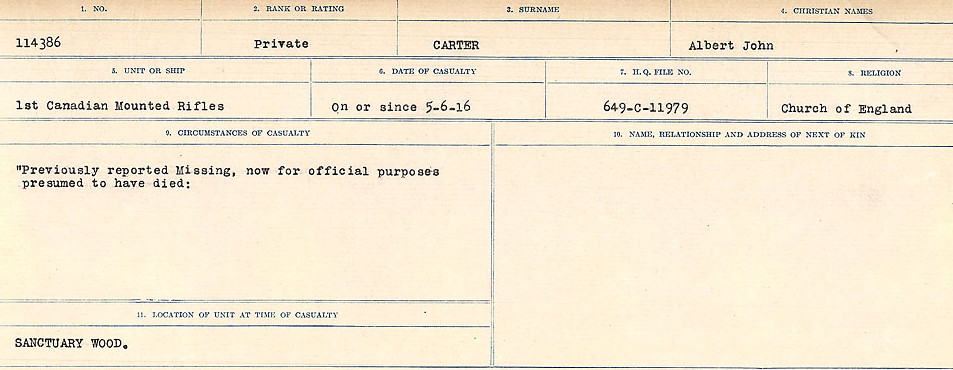 1. NO. 2. RANK OR RATING 3. SURNAME 4. CHRISTIAN NAMES
114386 Private CARTER Albert John
5. UNIT OR SHIP 6. DATE OF CASUALTY 7. H.Q. FILE NO. 8. RELIGION
1st Canadian Mounted Rifles On or since 5-6-16 649-C-11979 Church of England
9. CIRCUMSTANCES OF CASUALTY 10. NAME, RELATIONSHIP AND ADDRESS OF NEXT OF KIN
"Previously reported Missing, now for official purposes
presumed to have died:
11. LOCATION OF UNIT AT TIME OF CASUALTY
SANCTUARY WOOD.